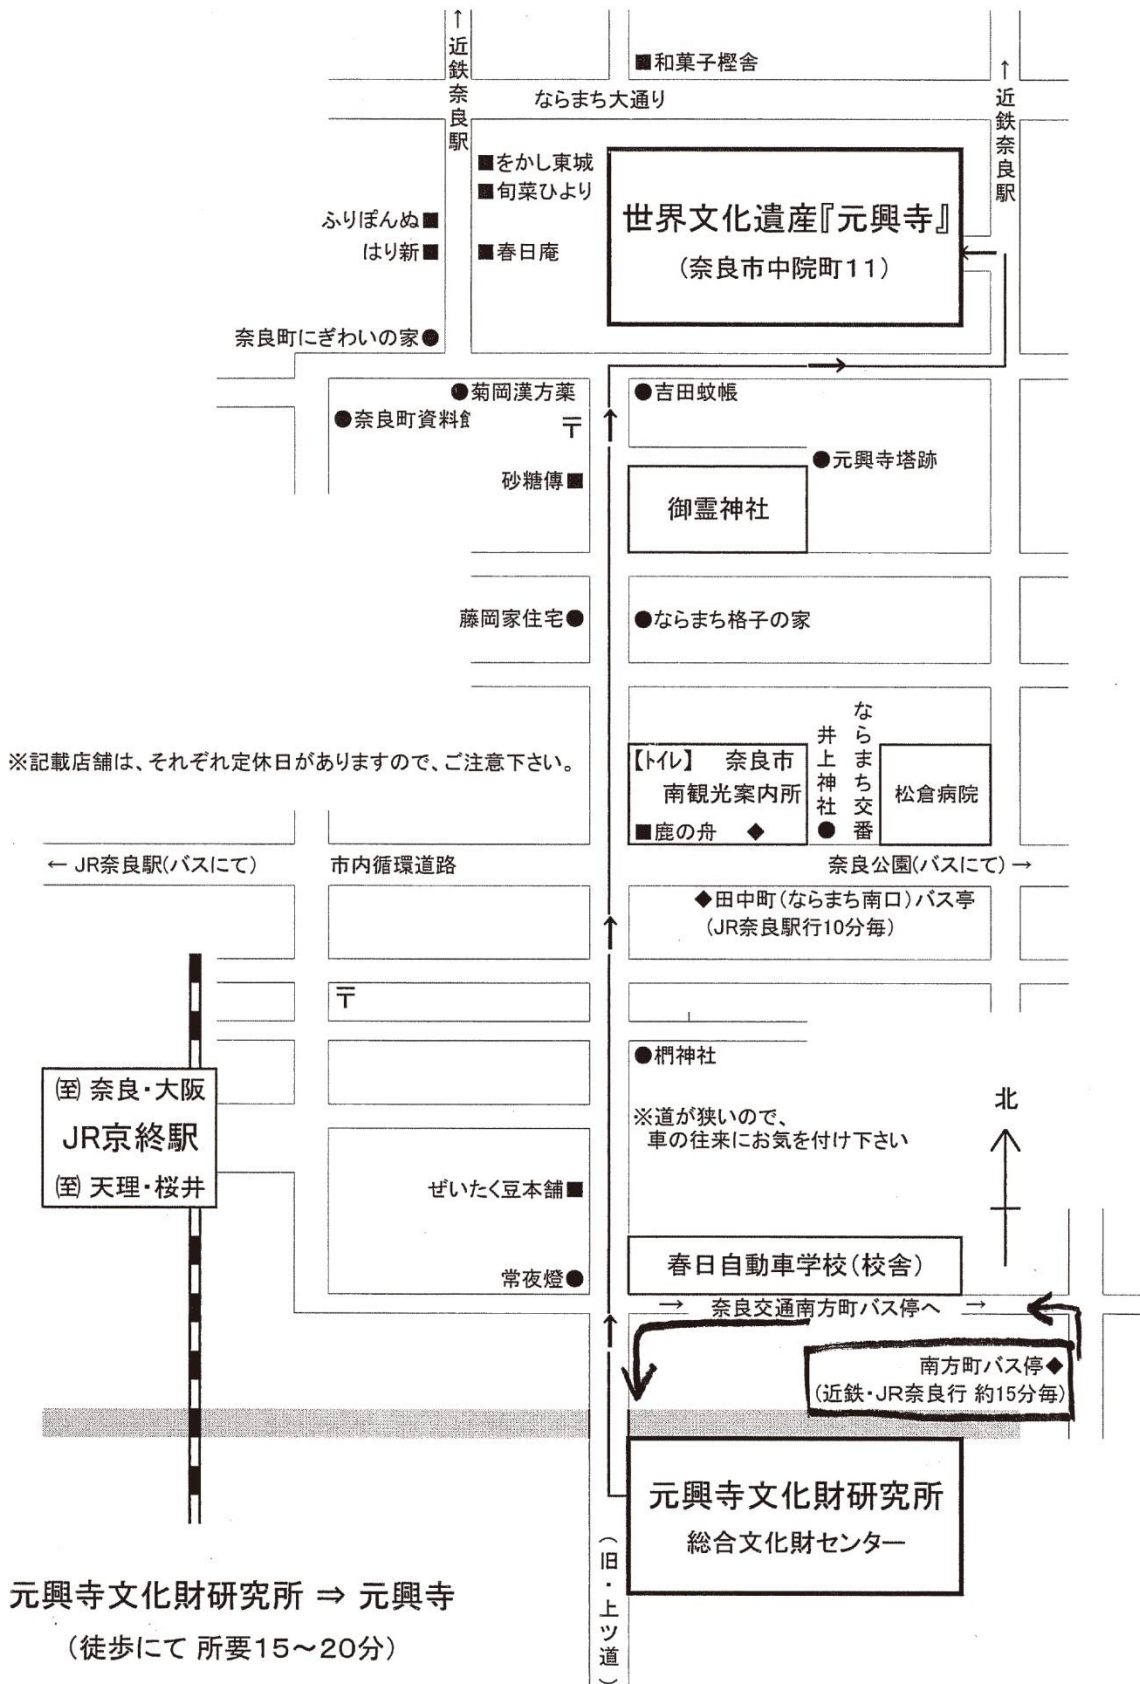 ↑近鉄奈良駅
■和菓子樫舎
ならまち大通り
↑近鉄奈良駅
■をかし東城
■旬菜ひより
ふりぽんぬ■
はり新■
■春日庵
世界文化遺産『元興寺』
(奈良市中院町11)
奈良町にぎわいの家●
●菊岡漢方薬
●吉田蚊帳
●奈良町資料館
〒
●元興寺塔跡
砂糖傳■
御霊神社
藤岡家住宅●
●ならまち格子の家
※記載店舗は、それぞれ定休日がありますので、ご注意下さい。
【トイレ】 奈良市
南観光案内所
■鹿の舟 ◆
井上神社●
ならまち交番
松倉病院
← JR奈良駅(バスにて)
市内循環道路
奈良公園(バスにて)→
◆田中町(ならまち南口)バス亭
(JR奈良駅行10分毎)
〒
●椚神社
※道が狭いので、
車の往来にお気を付け下さい
北
㊧ 奈良・大阪
JR京終駅
㊧ 天理・桜井
ぜいたく豆本舗■
春日自動車学校(校舎)
常夜燈●
→ 奈良交通南方町バス停へ →
南方町バス停◆
(近鉄・JR奈良行 約15分毎)
元興寺文化財研究所
総合文化財センター
(旧・上ツ道)
元興寺文化財研究所 ⇒ 元興寺
(徒歩にて 所要15～20分)